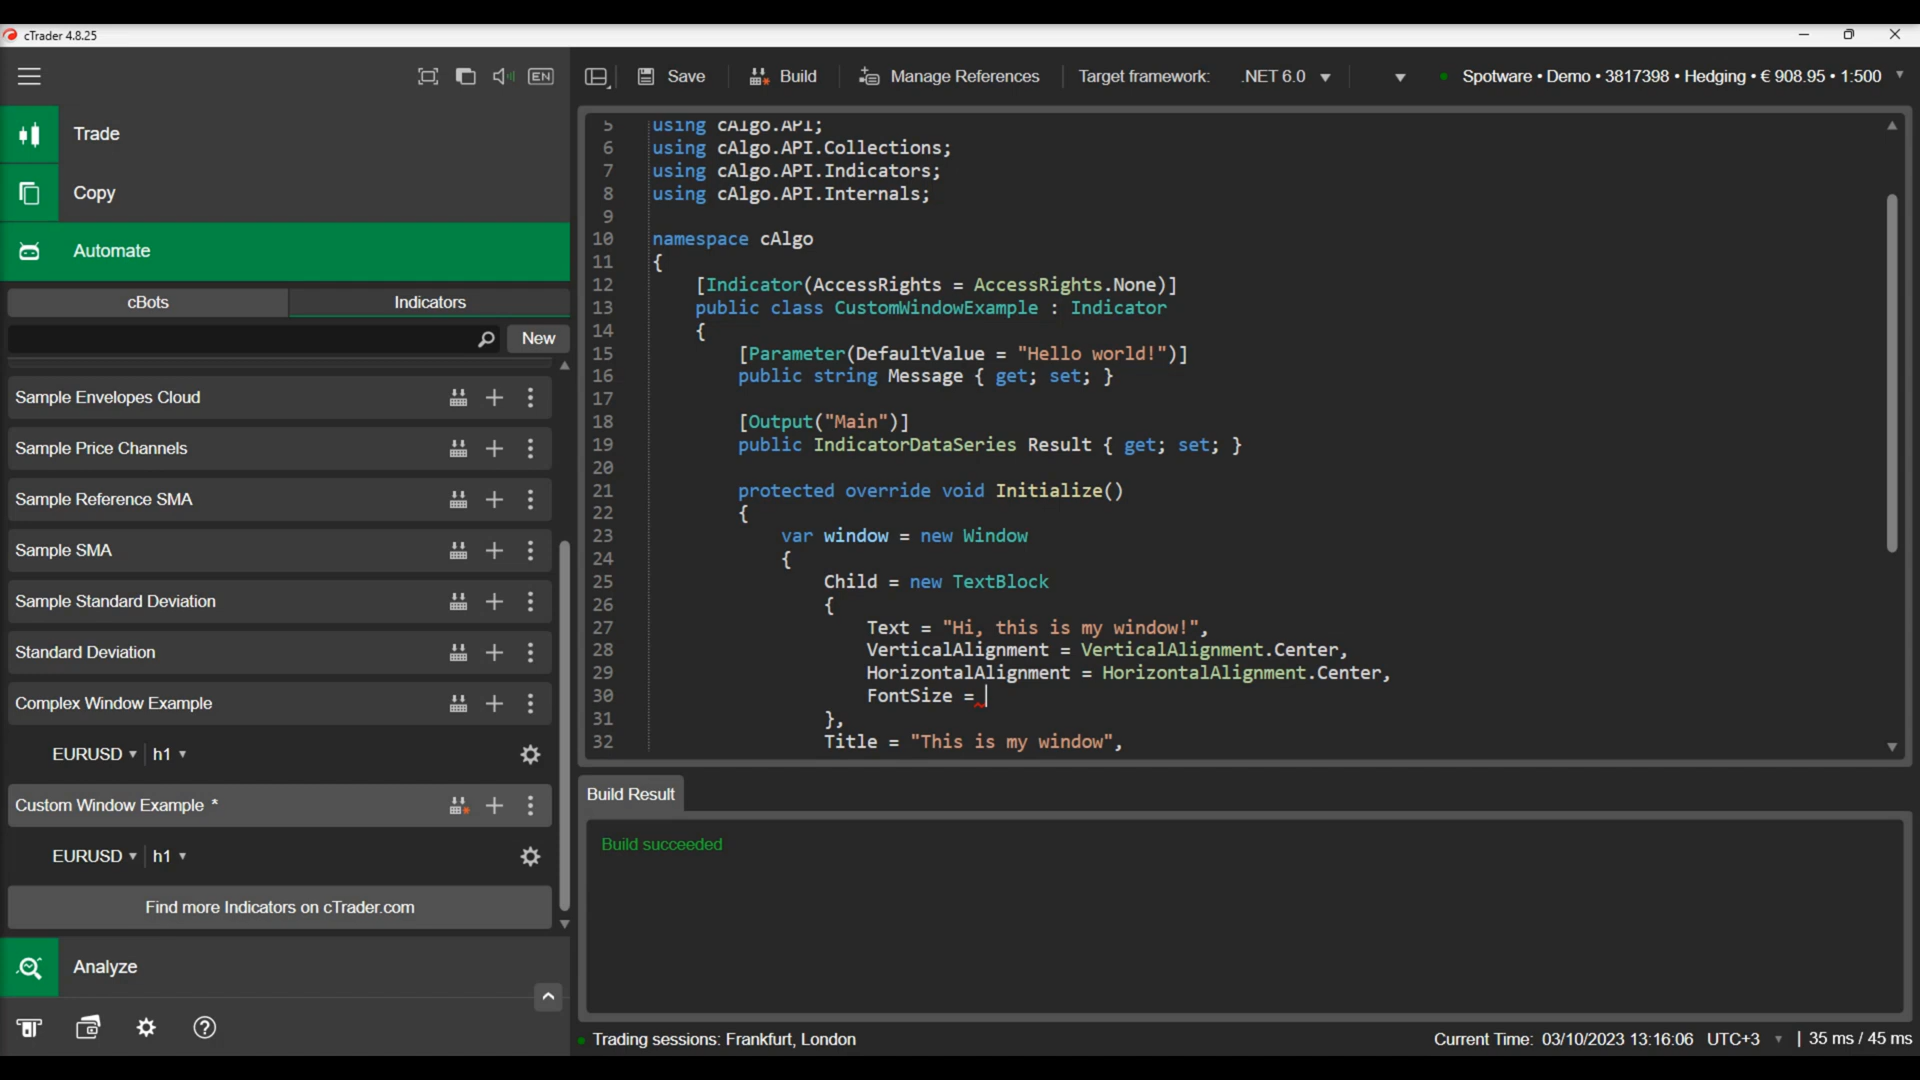 cTrader 4.8.25
EN
Save
Build
Manage References
Target framework:
.NET 6.0
Spotware • Demo • 3817398 • Hedging • € 908.95 • 1:500
Trade
Copy
Automate
cBots
Indicators
New
Sample Envelopes Cloud
Sample Price Channels
Sample Reference SMA
Sample SMA
Sample Standard Deviation
Standard Deviation
Complex Window Example
EURUSD h1
Custom Window Example *
EURUSD h1
Find more Indicators on cTrader.com
Analyze
5 using cAlgo.API;
6 using cAlgo.API.Collections;
7 using cAlgo.API.Indicators;
8 using cAlgo.API.Internals;
9
10 namespace cAlgo
11 {
12 [Indicator(AccessRights = AccessRights.None)]
13 public class CustomWindowExample : Indicator
14 {
15 [Parameter(DefaultValue = "Hello world!")]
16 public string Message { get; set; }
17
18 [Output("Main")]
19 public IndicatorDataSeries Result { get; set; }
20
21 protected override void Initialize()
22 {
23 var window = new Window
24 {
25 Child = new TextBlock
26 {
27 Text = "Hi, this is my window!",
28 VerticalAlignment = VerticalAlignment.Center,
29 HorizontalAlignment = HorizontalAlignment.Center,
30 FontSize =
31 },
32 Title = "This is my window",
Build Result
Build succeeded
Trading sessions: Frankfurt, London
Current Time: 03/10/2023 13:16:06 UTC+3 | 35 ms / 45 ms